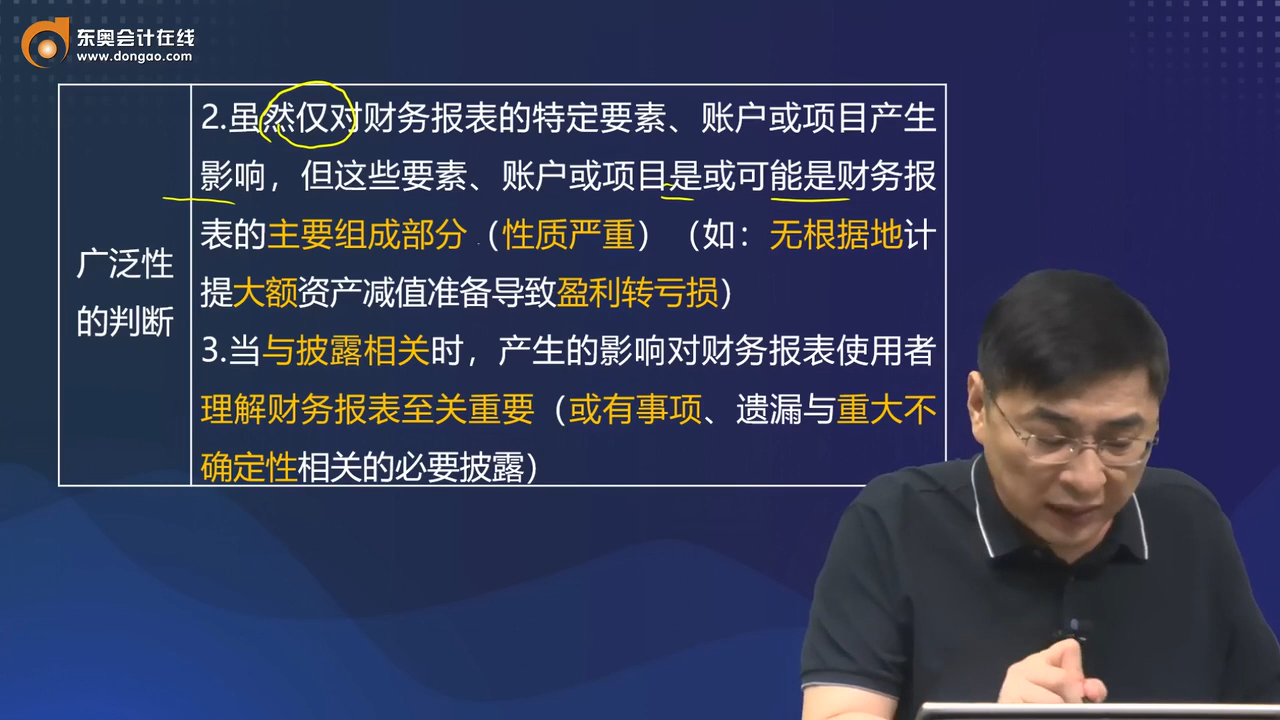 东奥会计在线
www.dongao.com
广泛性
的判断
2.虽然仅对财务报表的特定要素、账户或项目产生
影响，但这些要素、账户或项目是或可能是财务报
表的主要组成部分（性质严重）（如：无根据地计
提大额资产减值准备导致盈利转亏损）
3.当与披露相关时，产生的影响对财务报表使用者
理解财务报表至关重要（或有事项、遗漏与重大不
确定性相关的必要披露）